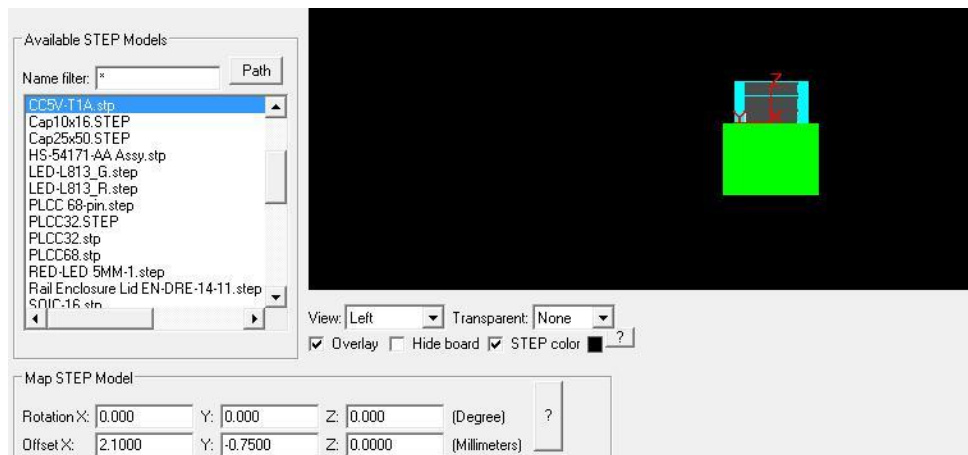 Available STEP Models
Name filter: * Path
CC5V-T1A.stp
Cap10x16.STEP
Cap25x50.STEP
HS-54171-AA Assy.stp
LED-L813_G.step
LED-L813_R.step
PLCC 68-pin.step
PLCC32.STEP
PLCC32.stp
PLCC68.stp
RED-LED 5MM-1.step
Rail Enclosure Lid EN-DRE-14-11.step
SOIC-16.stp
Z
Y
View: Left Transparent: None
Overlay Hide board STEP color ?
Map STEP Model
Rotation X: 0.000 Y: 0.000 Z: 0.000 (Degree) ?
Offset X: 2.1000 Y: -0.7500 Z: 0.0000 (Millimeters)